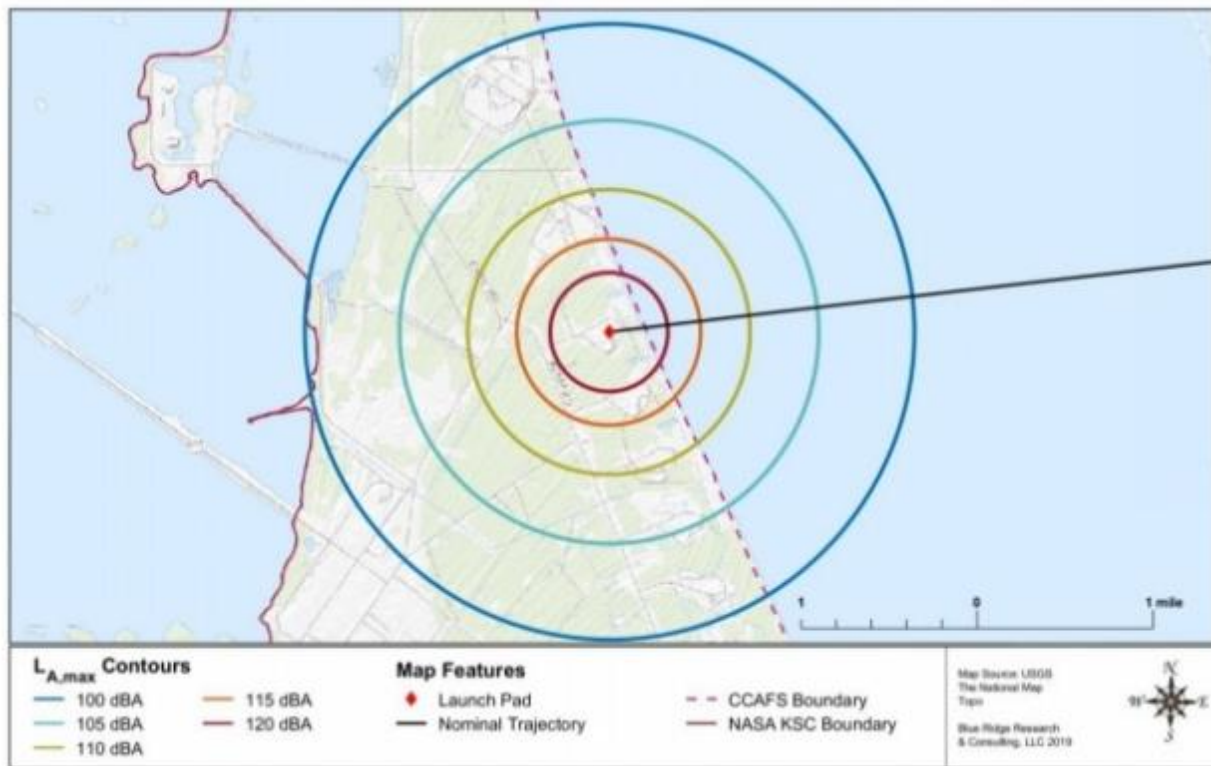 1 0 1 mile
L A,max Contours
100 dBA
105 dBA
110 dBA
115 dBA
120 dBA
Map Features
Launch Pad
Nominal Trajectory
CCAFS Boundary
NASA KSC Boundary
Map Source: USGS
The National Map
Topo
Blue Ridge Research
& Consulting, LLC 2019
N
W
E
S